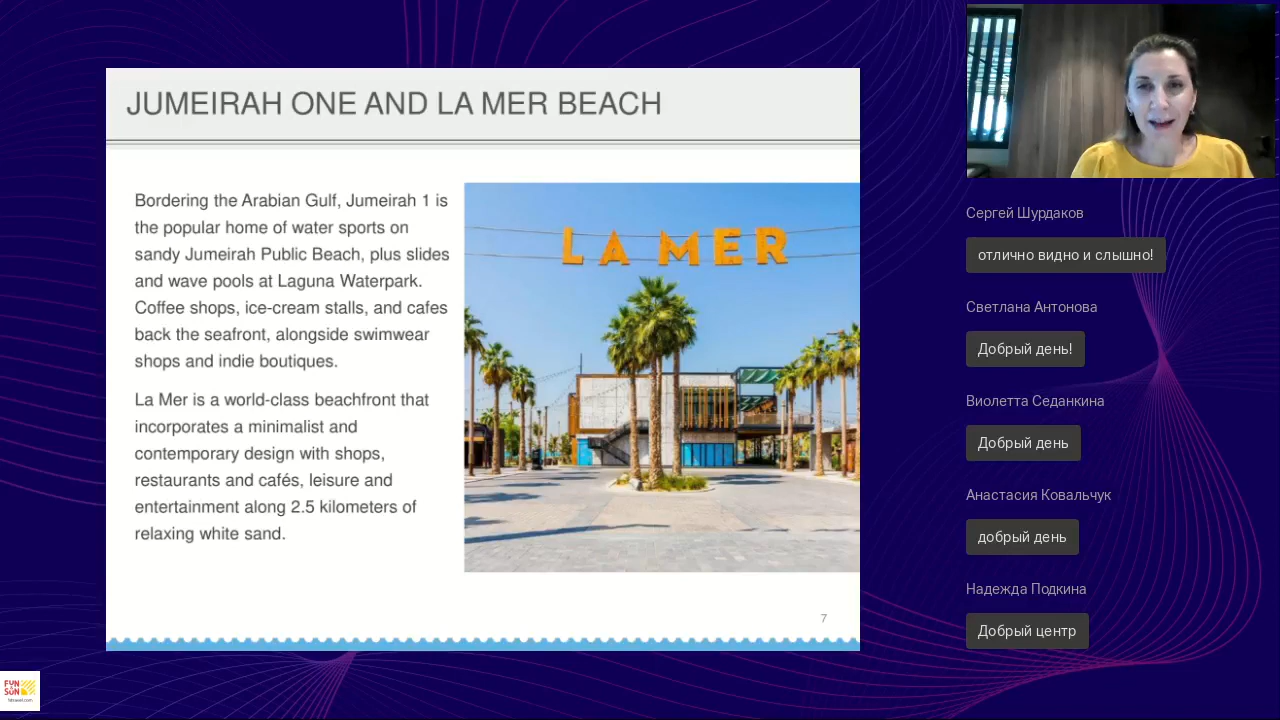 JUMEIRAH ONE AND LA MER BEACH
Bordering the Arabian Gulf, Jumeirah 1 is
the popular home of water sports on
sandy Jumeirah Public Beach, plus slides
and wave pools at Laguna Waterpark.
Coffee shops, ice-cream stalls, and cafes
back the seafront, alongside swimwear
shops and indie boutiques.
La Mer is a world-class beachfront that
incorporates a minimalist and
contemporary design with shops,
restaurants and cafés, leisure and
entertainment along 2.5 kilometers of
relaxing white sand.
LA MER
7
Сергей Шурдаков
отлично видно и слышно!
Светлана Антонова
Добрый день!
Виолетта Седанкина
Добрый день
Анастасия Ковальчук
добрый день
Надежда Подкина
Добрый центр
FUN
SUN